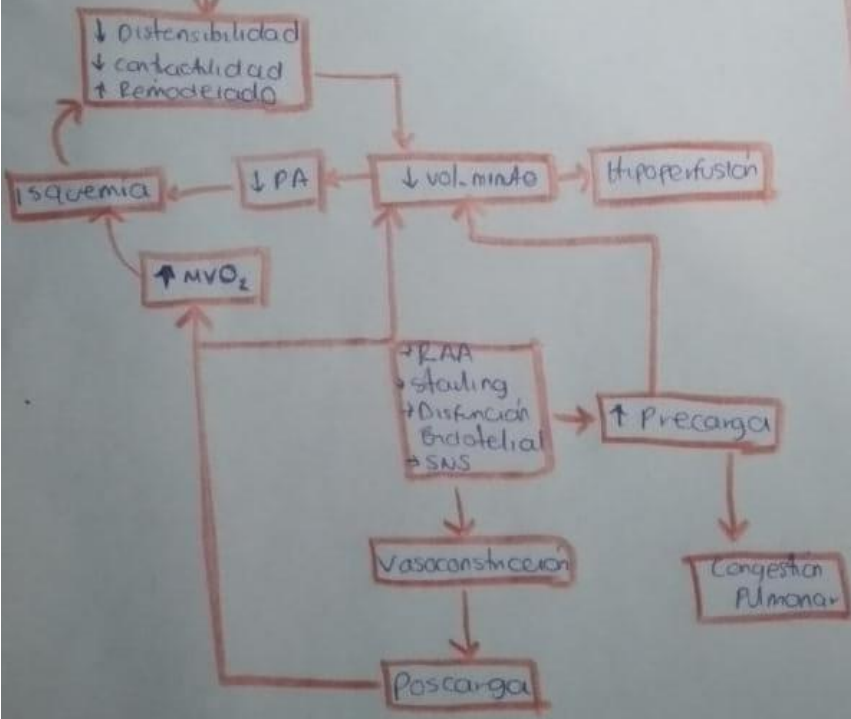 ↓ Distensibilidad
↓ Contractilidad
↑ Remodelado
isquemia
↓ PA
↓ vol. minuto
Hipoperfusión
↑ MVO₂
→ RAA
→ Starling
→ Disfunción
Endotelial
→ SNS
↑ Precarga
Vasoconstricción
Congestión
Pulmonar
Poscarga